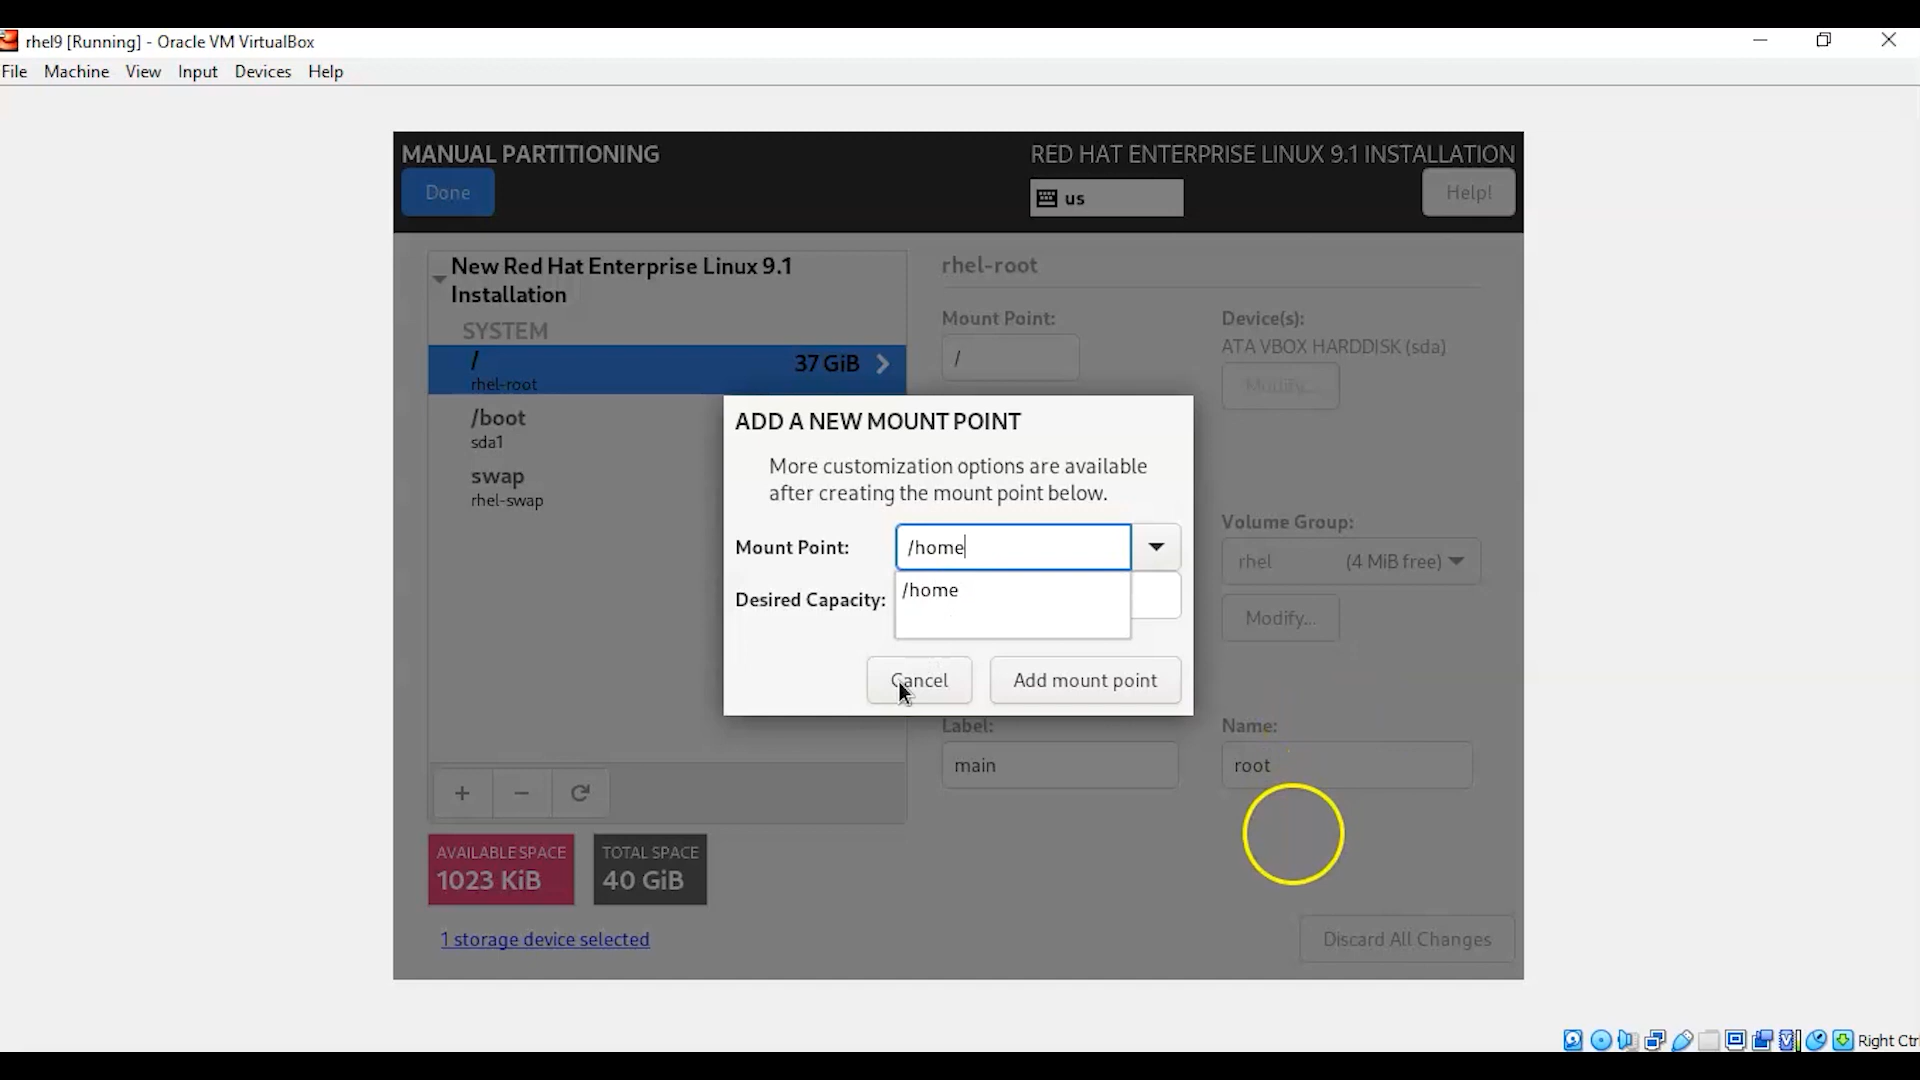 rhel9 [Running] - Oracle VM VirtualBox
File Machine View Input Devices Help
MANUAL PARTITIONING
RED HAT ENTERPRISE LINUX 9.1 INSTALLATION
Done
us
Help!
New Red Hat Enterprise Linux 9.1
Installation
SYSTEM
/
37 GiB
rhel-root
/boot
sda1
swap
rhel-swap
rhel-root
Mount Point:
/
Device(s):
ATA VBOX HARDDISK (sda)
Modify...
ADD A NEW MOUNT POINT
More customization options are available
after creating the mount point below.
Mount Point:
/home
/home
Desired Capacity:
Cancel
Add mount point
Volume Group:
rhel (4 MiB free)
Modify...
Label:
main
Name:
root
+ −
AVAILABLE SPACE
1023 KiB
TOTAL SPACE
40 GiB
1 storage device selected
Discard All Changes
Right Ctr